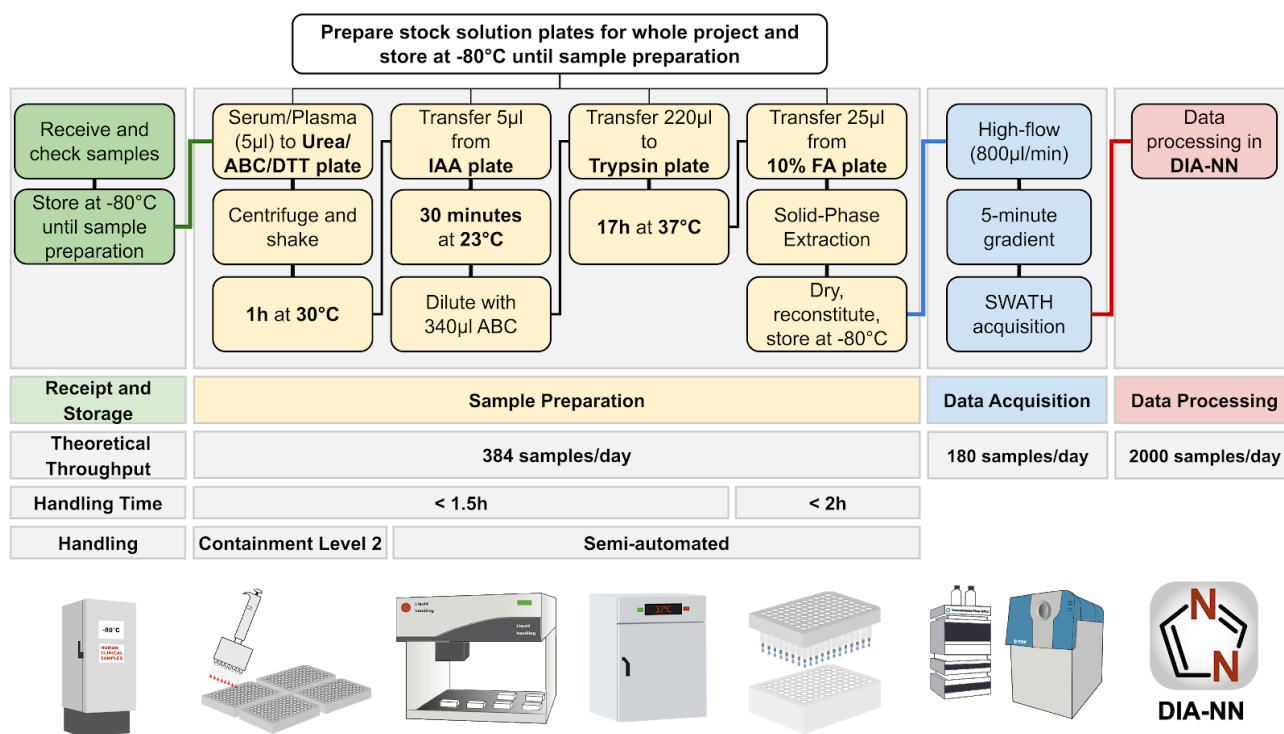 Prepare stock solution plates for whole project and
store at -80°C until sample preparation
Receive and
check samples
Store at -80°C
until sample
preparation
Serum/Plasma
(5µl) to Urea/
ABC/DTT plate
Centrifuge and
shake
1h at 30°C
Transfer 5µl
from
IAA plate
30 minutes
at 23°C
Dilute with
340µl ABC
Transfer 220µl
to
Trypsin plate
17h at 37°C
Transfer 25µl
from
10% FA plate
Solid-Phase
Extraction
Dry,
reconstitute,
store at -80°C
High-flow
(800µl/min)
5-minute
gradient
SWATH
acquisition
Data
processing in
DIA-NN
Receipt and
Storage
Sample Preparation
Data Acquisition
Data Processing
Theoretical
Throughput
384 samples/day
180 samples/day
2000 samples/day
Handling Time
< 1.5h
< 2h
Handling
Containment Level 2
Semi-automated
-80°C
HUMAN
CLINICAL
SAMPLES
Liquid
handling
Liquid
handling
37°C
Q-TOF
N
N
DIA-NN